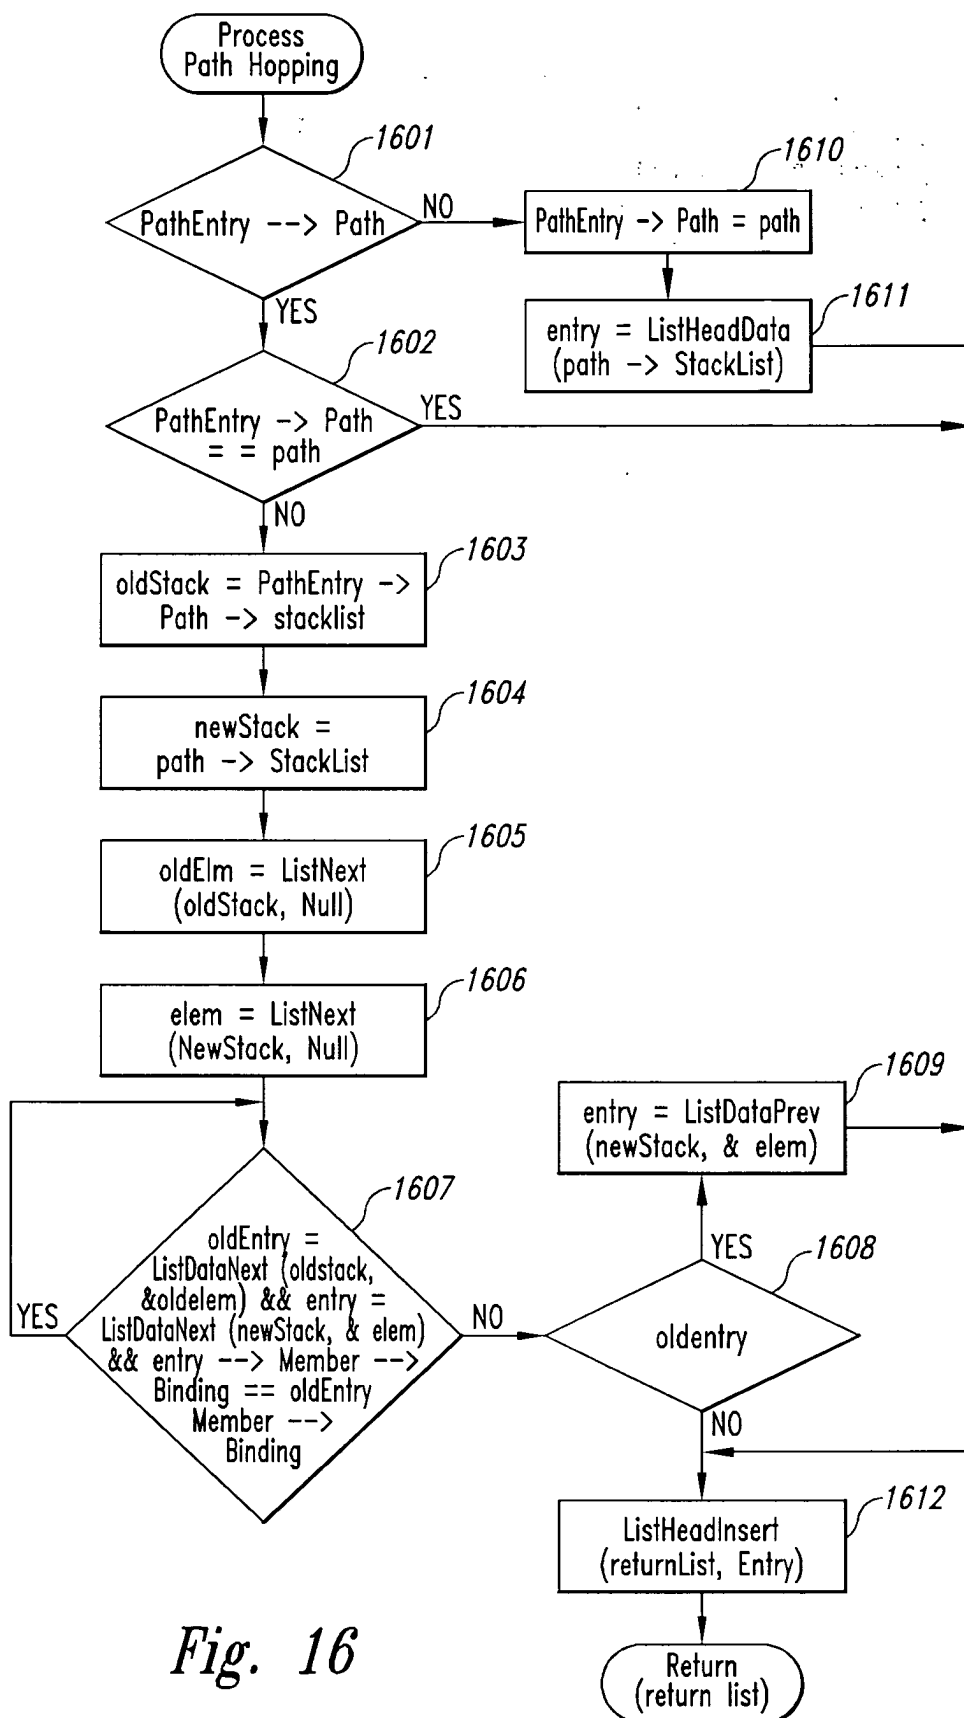 Process
Path Hopping
1601
PathEntry --> Path
NO
YES
1610
PathEntry -> Path = path
1611
entry = ListHeadData
(path -> StackList)
1602
PathEntry -> Path
= = path
YES
NO
1603
oldStack = PathEntry ->
Path -> stacklist
1604
newStack =
path -> StackList
1605
oldElm = ListNext
(oldStack, Null)
1606
elem = ListNext
(NewStack, Null)
1607
oldEntry =
ListDataNext (oldstack,
&oldelem) && entry =
ListDataNext (newStack, & elem)
&& entry --> Member -->
Binding == oldEntry
Member -->
Binding
YES
NO
1609
entry = ListDataPrev
(newStack, & elem)
YES
1608
oldentry
NO
1612
ListHeadInsert
(returnList, Entry)
Return
(return list)
Fig. 16